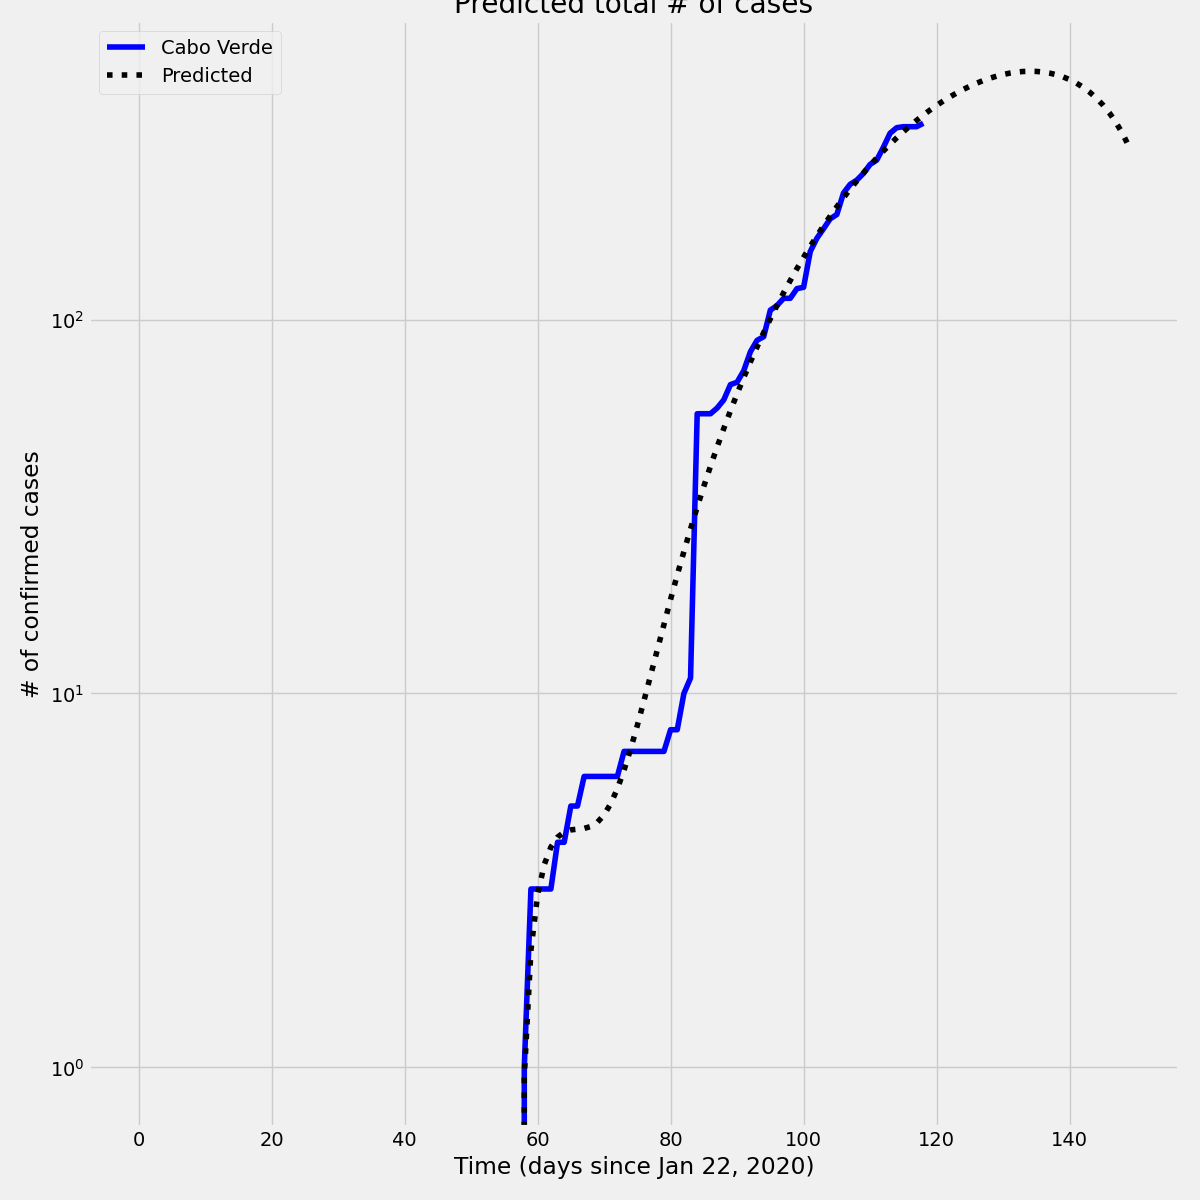 Predicted total # of cases
Cabo Verde
Predicted
# of confirmed cases
10²
10¹
10⁰
0 20 40 60 80 100 120 140
Time (days since Jan 22, 2020)